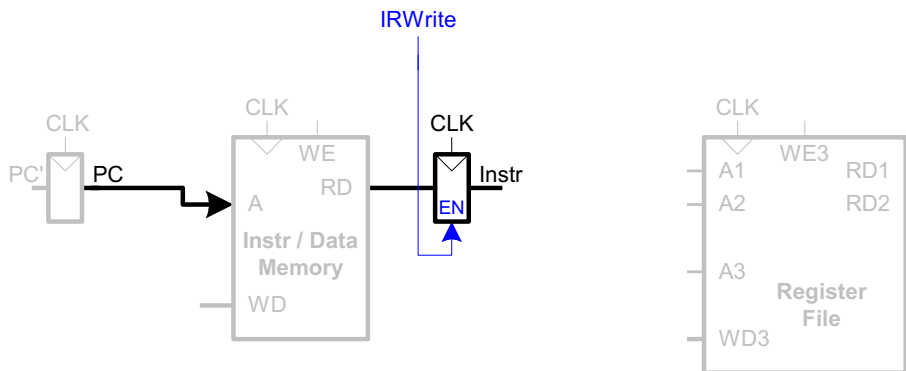 IRWrite
CLK
CLK
CLK
CLK
PC'
PC
WE
RD
A
EN
Instr
Instr / Data
Memory
WD
WE3
A1
RD1
A2
RD2
A3
Register
File
WD3